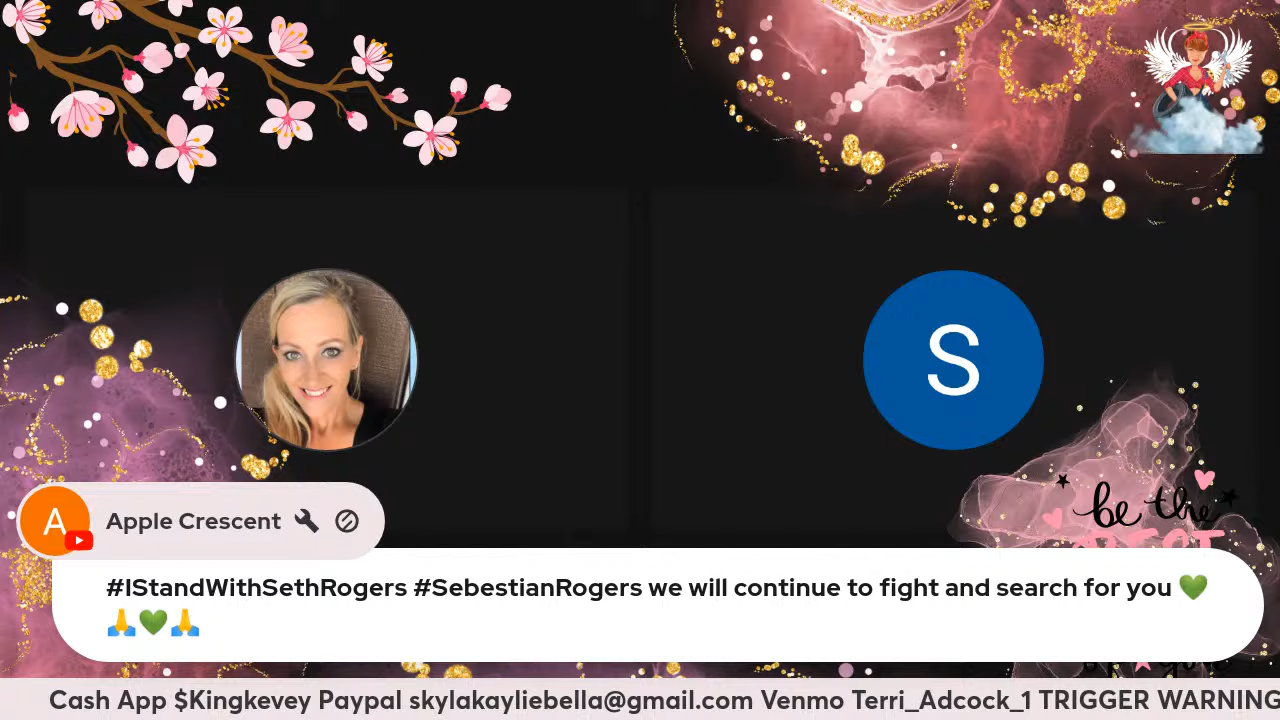 S
be the
A
Apple Crescent
#IStandWithSethRogers #SebestianRogers we will continue to fight and search for you 💚
🙏💚🙏
Cash App $Kingkevey Paypal skylakayliebella@gmail.com Venmo Terri_Adcock_1 TRIGGER WARNING